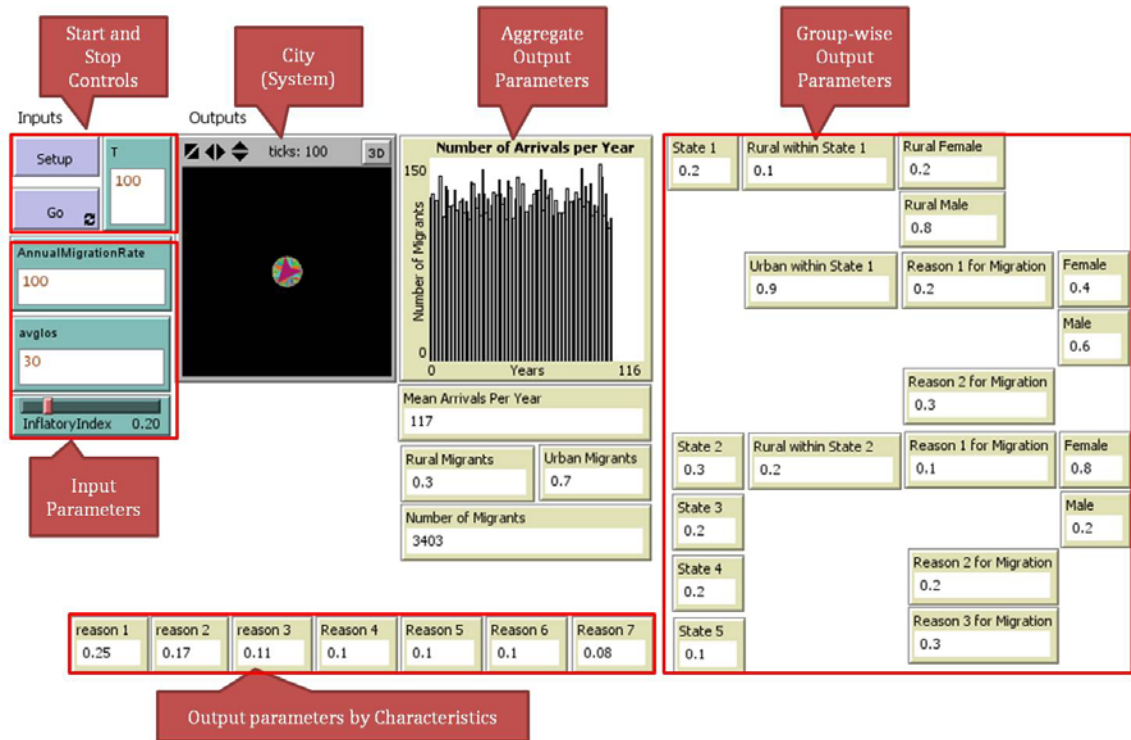 Start and
Stop
Controls
City
(System)
Aggregate
Output
Parameters
Group-wise
Output
Parameters
Inputs
Outputs
Setup
T
100
Go
ticks: 100
3D
AnnualMigrationRate
100
avglos
30
InflatoryIndex 0.20
Input
Parameters
Number of Arrivals per Year
150
Number of Migrants
0
0
Years
116
Mean Arrivals Per Year
117
Rural Migrants
0.3
Urban Migrants
0.7
Number of Migrants
3403
State 1
0.2
Rural within State 1
0.1
Rural Female
0.2
Rural Male
0.8
Urban within State 1
0.9
Reason 1 for Migration
0.2
Female
0.4
Male
0.6
Reason 2 for Migration
0.3
State 2
0.3
Rural within State 2
0.2
Reason 1 for Migration
0.1
Female
0.8
State 3
0.2
Male
0.2
State 4
0.2
Reason 2 for Migration
0.2
State 5
0.1
Reason 3 for Migration
0.3
reason 1
0.25
reason 2
0.17
reason 3
0.11
Reason 4
0.1
Reason 5
0.1
Reason 6
0.1
Reason 7
0.08
Output parameters by Characteristics